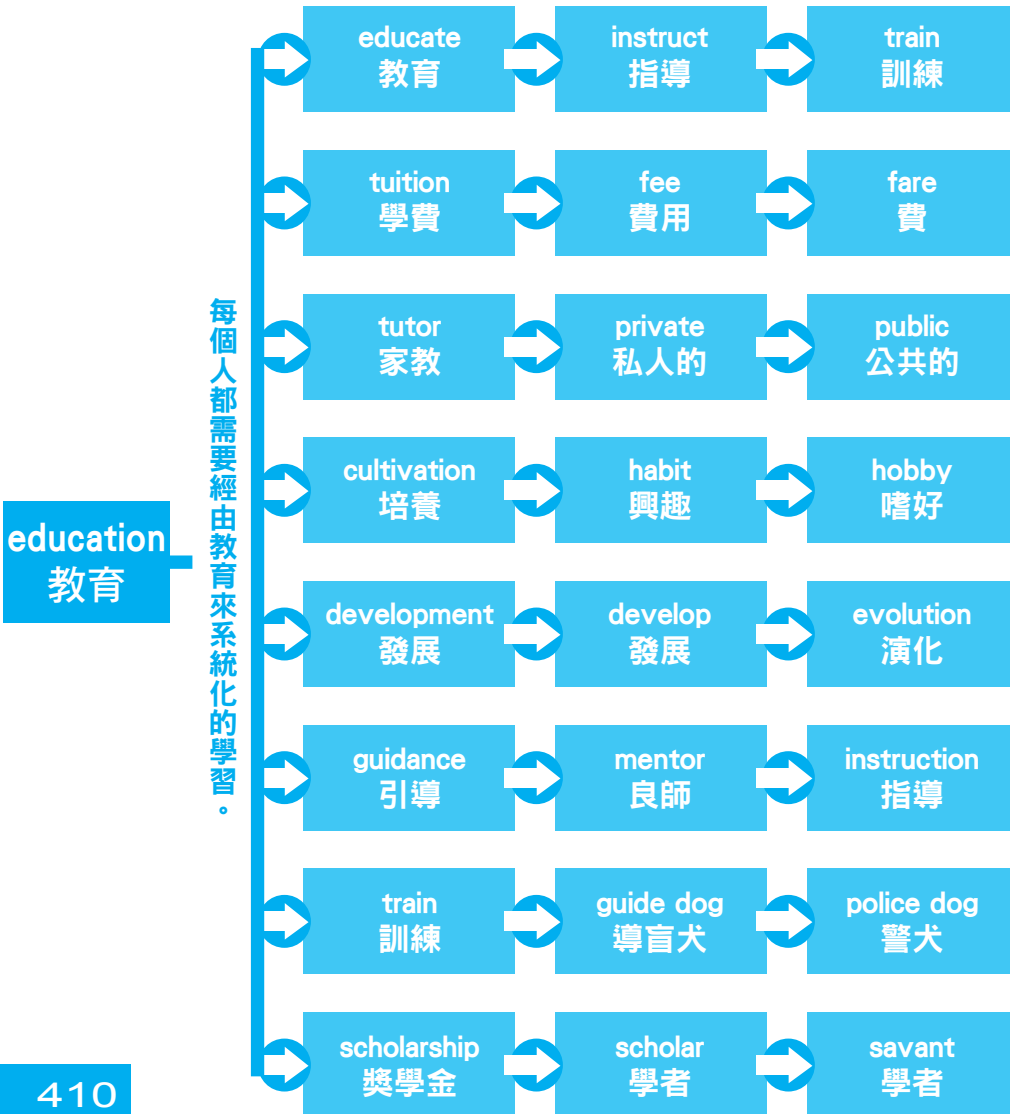 education
教育
每個人都需要經由教育來系統化的學習。
educate
教育
instruct
指導
train
訓練
tuition
學費
fee
費用
fare
費
tutor
家教
private
私人的
public
公共的
cultivation
培養
habit
興趣
hobby
嗜好
development
發展
develop
發展
evolution
演化
guidance
引導
mentor
良師
instruction
指導
train
訓練
guide dog
導盲犬
police dog
警犬
scholarship
獎學金
scholar
學者
savant
學者
410